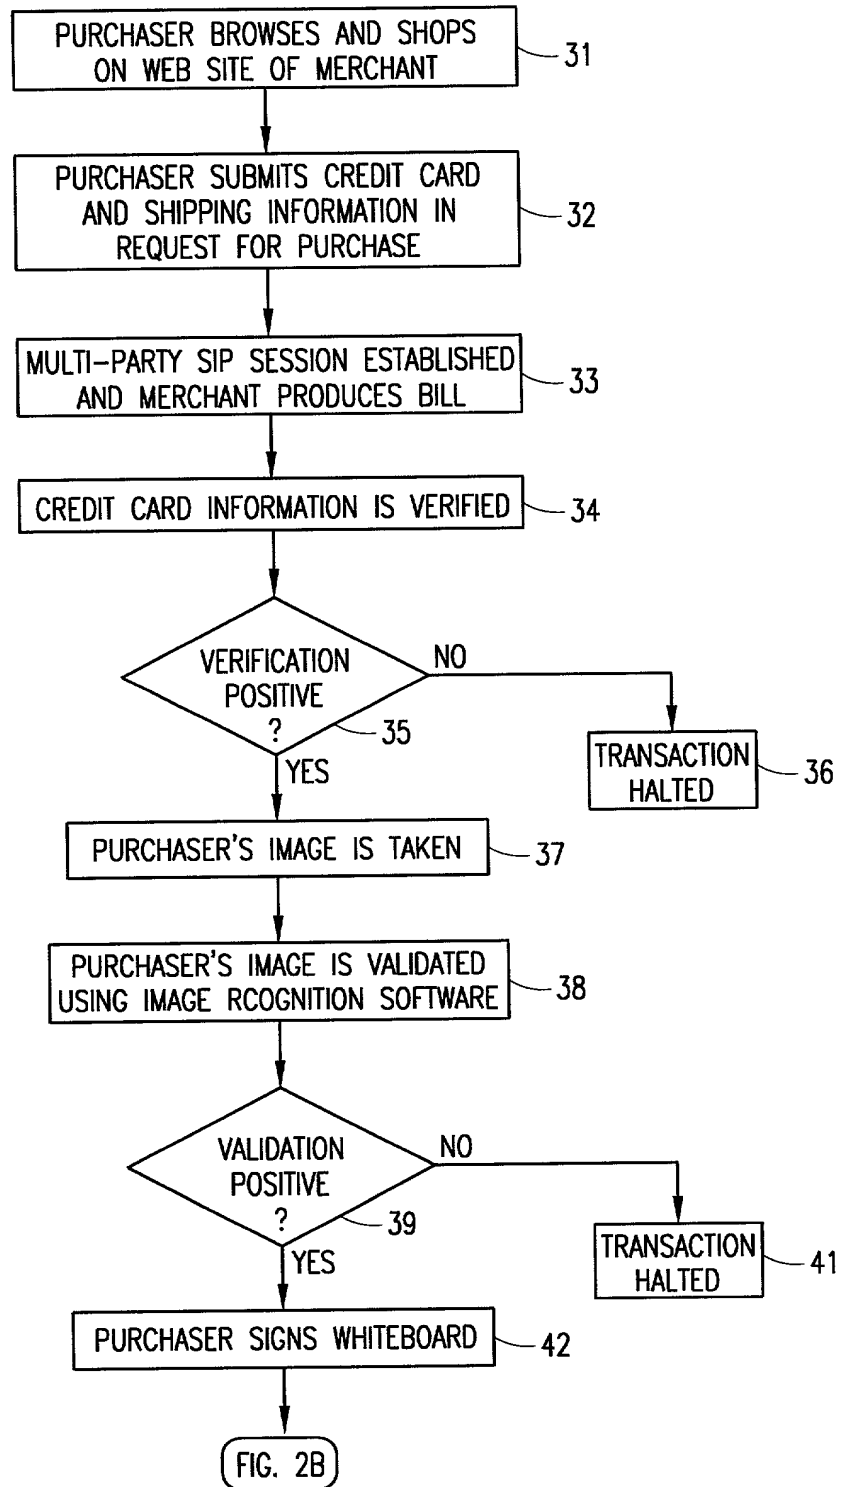 PURCHASER BROWSES AND SHOPS
ON WEB SITE OF MERCHANT
31
PURCHASER SUBMITS CREDIT CARD
AND SHIPPING INFORMATION IN
REQUEST FOR PURCHASE
32
MULTI-PARTY SIP SESSION ESTABLISHED
AND MERCHANT PRODUCES BILL
33
CREDIT CARD INFORMATION IS VERIFIED
34
VERIFICATION
POSITIVE
?
35
NO
YES
TRANSACTION
HALTED
36
PURCHASER'S IMAGE IS TAKEN
37
PURCHASER'S IMAGE IS VALIDATED
USING IMAGE RCOGNITION SOFTWARE
38
VALIDATION
POSITIVE
?
39
NO
YES
TRANSACTION
HALTED
41
PURCHASER SIGNS WHITEBOARD
42
FIG. 2B